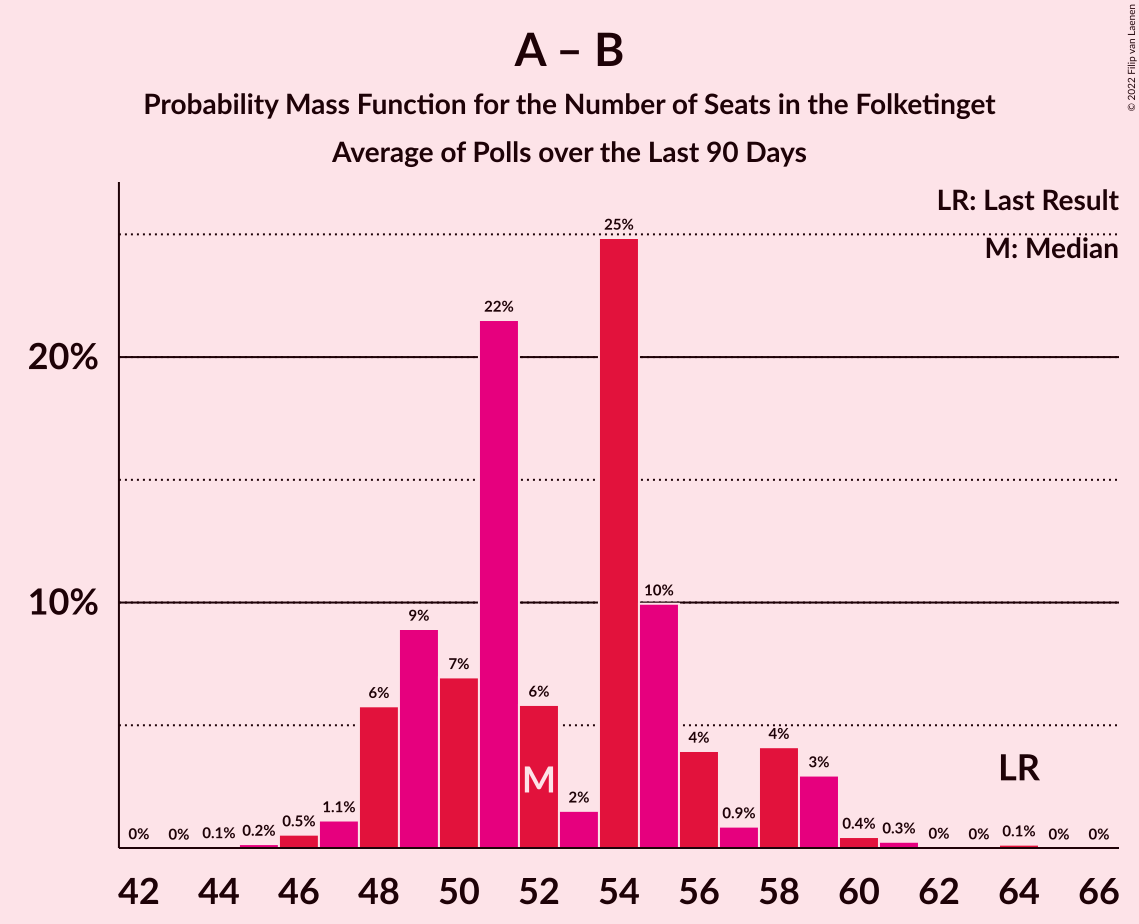 A – B
Probability Mass Function for the Number of Seats in the Folketinget
Average of Polls over the Last 90 Days
© 2022 Filip van Laenen
LR: Last Result
M: Median
20%
10%
0% 0% 0.1% 0.2% 0.5% 1.1% 6% 9% 7% 22% 6% 2% 25% 10% 4% 0.9% 4% 3% 0.4% 0.3% 0% 0% 0.1% 0% 0%
M
LR
42 44 46 48 50 52 54 56 58 60 62 64 66